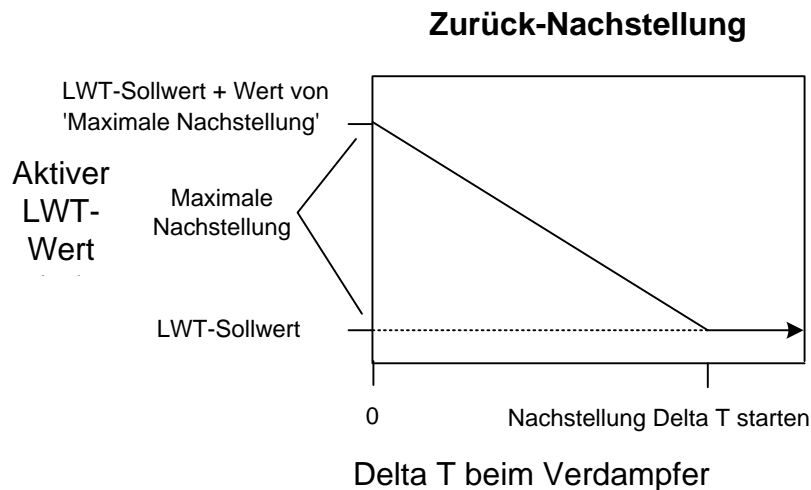 Zurück-Nachstellung
LWT-Sollwert + Wert von
'Maximale Nachstellung'
Aktiver
LWT-
Wert
Maximale
Nachstellung
LWT-Sollwert
0
Nachstellung Delta T starten
Delta T beim Verdampfer